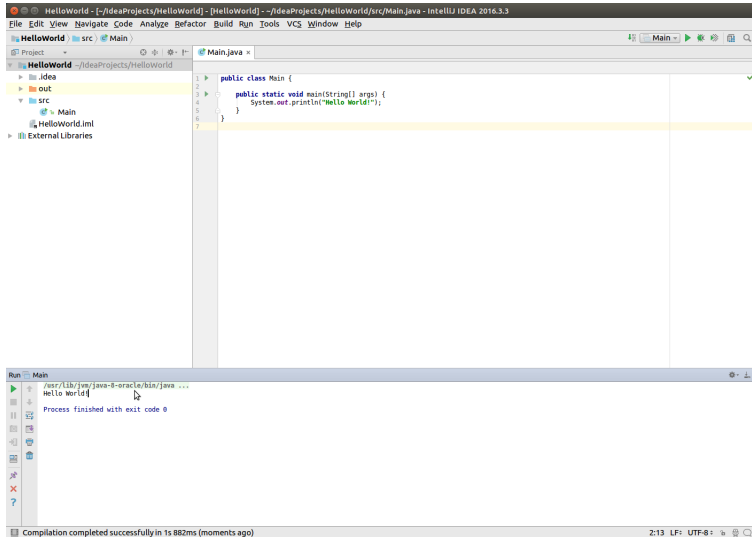 HelloWorld - [~/IdeaProjects/HelloWorld] - [HelloWorld] - ~/IdeaProjects/HelloWorld/src/Main.java - IntelliJ IDEA 2016.3.3
File Edit View Navigate Code Analyze Refactor Build Run Tools VCS Window Help
HelloWorld src Main
Main
Project
Main.java ×
HelloWorld ~/IdeaProjects/HelloWorld
.idea
out
src
Main
HelloWorld.iml
External Libraries
1 public class Main {
2
3 public static void main(String[] args) {
4 System.out.println("Hello World!");
5 }
6 }
7
Run Main
/usr/lib/jvm/java-8-oracle/bin/java ...
Hello World!
Process finished with exit code 0
Compilation completed successfully in 1s 882ms (moments ago)
2:13 LF÷ UTF-8÷